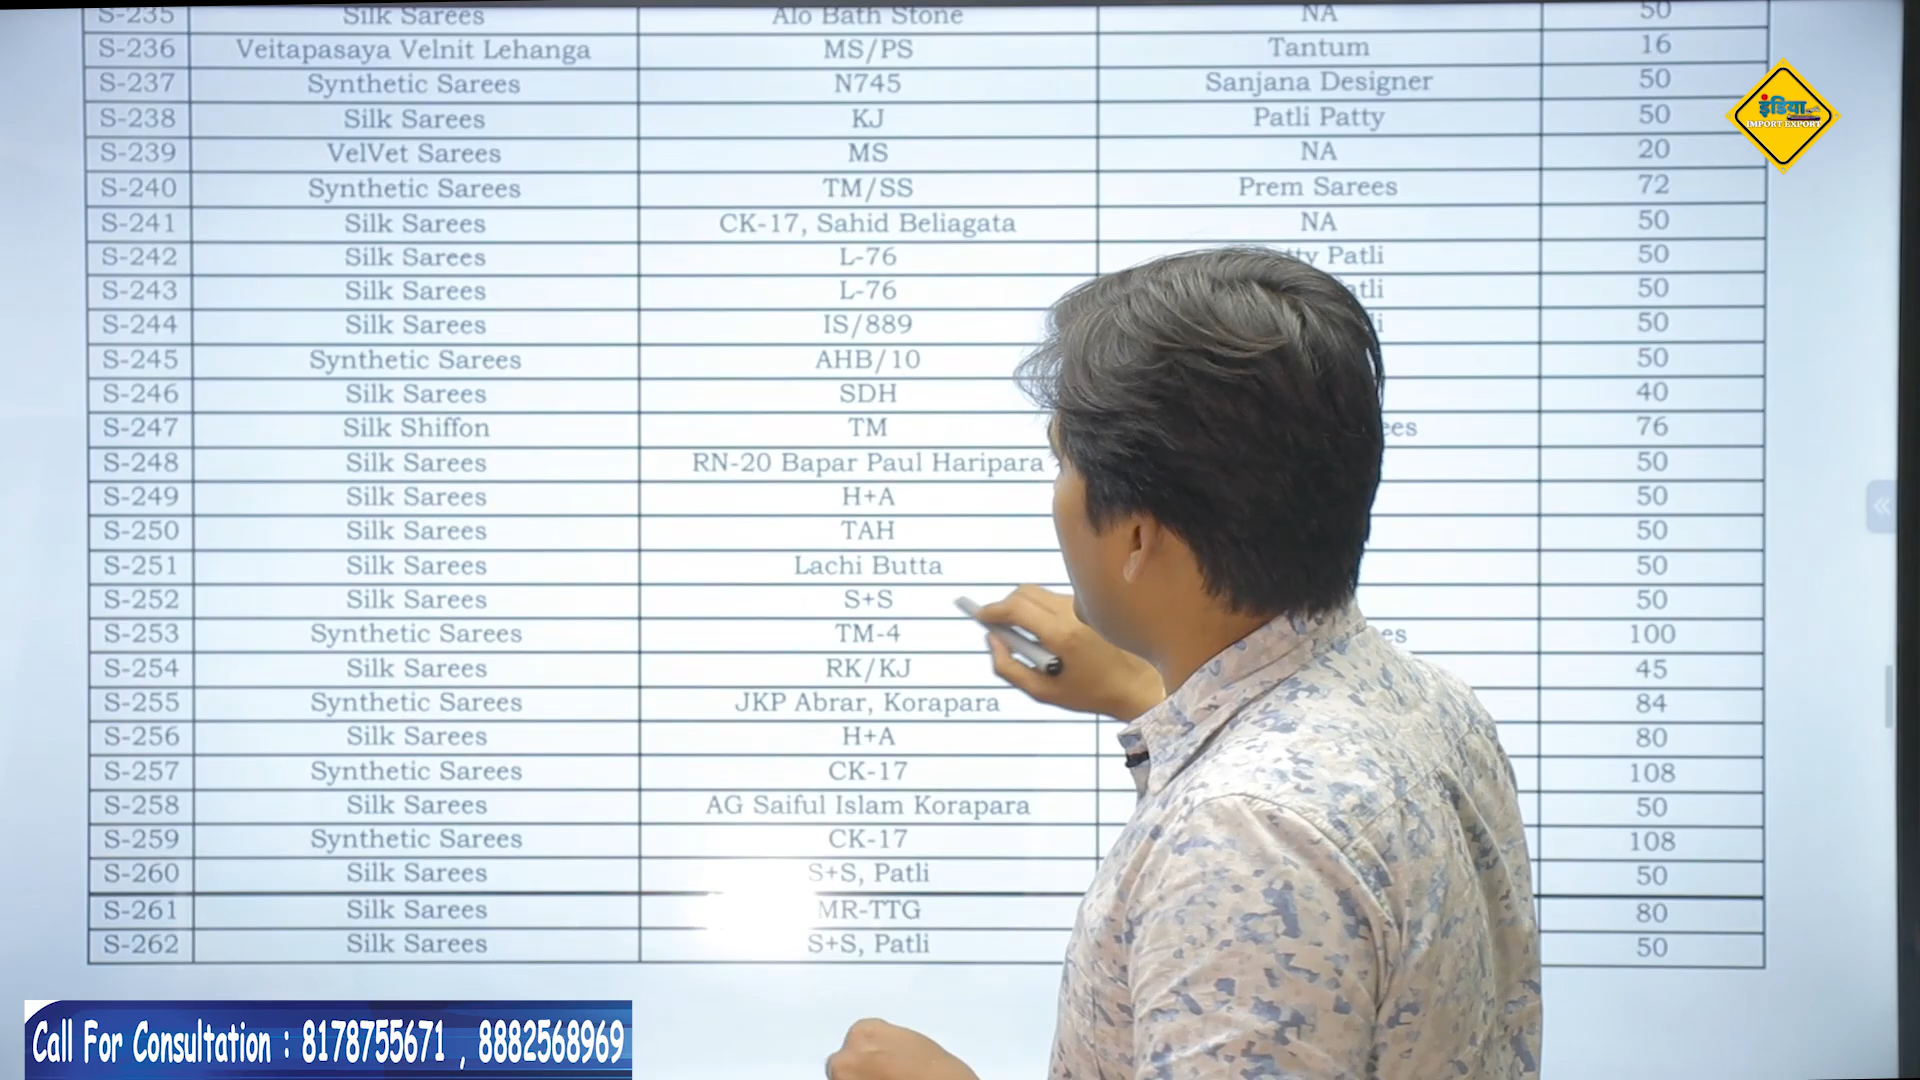 S-235 Silk Sarees Alo Bath Stone NA 50
S-236 Veitapasaya Velnit Lehanga MS/PS Tantum 16
S-237 Synthetic Sarees N745 Sanjana Designer 50
S-238 Silk Sarees KJ Patli Patty 50
S-239 VelVet Sarees MS NA 20
S-240 Synthetic Sarees TM/SS Prem Sarees 72
S-241 Silk Sarees CK-17, Sahid Beliagata NA 50
S-242 Silk Sarees L-76 Patli 50
S-243 Silk Sarees L-76 50
S-244 Silk Sarees IS/889 50
S-245 Synthetic Sarees AHB/10 50
S-246 Silk Sarees SDH 40
S-247 Silk Shiffon TM 76
S-248 Silk Sarees RN-20 Bapar Paul Haripara 50
S-249 Silk Sarees H+A 50
S-250 Silk Sarees TAH 50
S-251 Silk Sarees Lachi Butta 50
S-252 Silk Sarees S+S 50
S-253 Synthetic Sarees TM-4 100
S-254 Silk Sarees RK/KJ 45
S-255 Synthetic Sarees JKP Abrar, Korapara 84
S-256 Silk Sarees H+A 80
S-257 Synthetic Sarees CK-17 108
S-258 Silk Sarees AG Saiful Islam Korapara 50
S-259 Synthetic Sarees CK-17 108
S-260 Silk Sarees S+S, Patli 50
S-261 Silk Sarees MR-TTG 80
S-262 Silk Sarees S+S, Patli 50
इंडिया
IMPORT EXPORT
Call For Consultation : 8178755671 , 8882568969